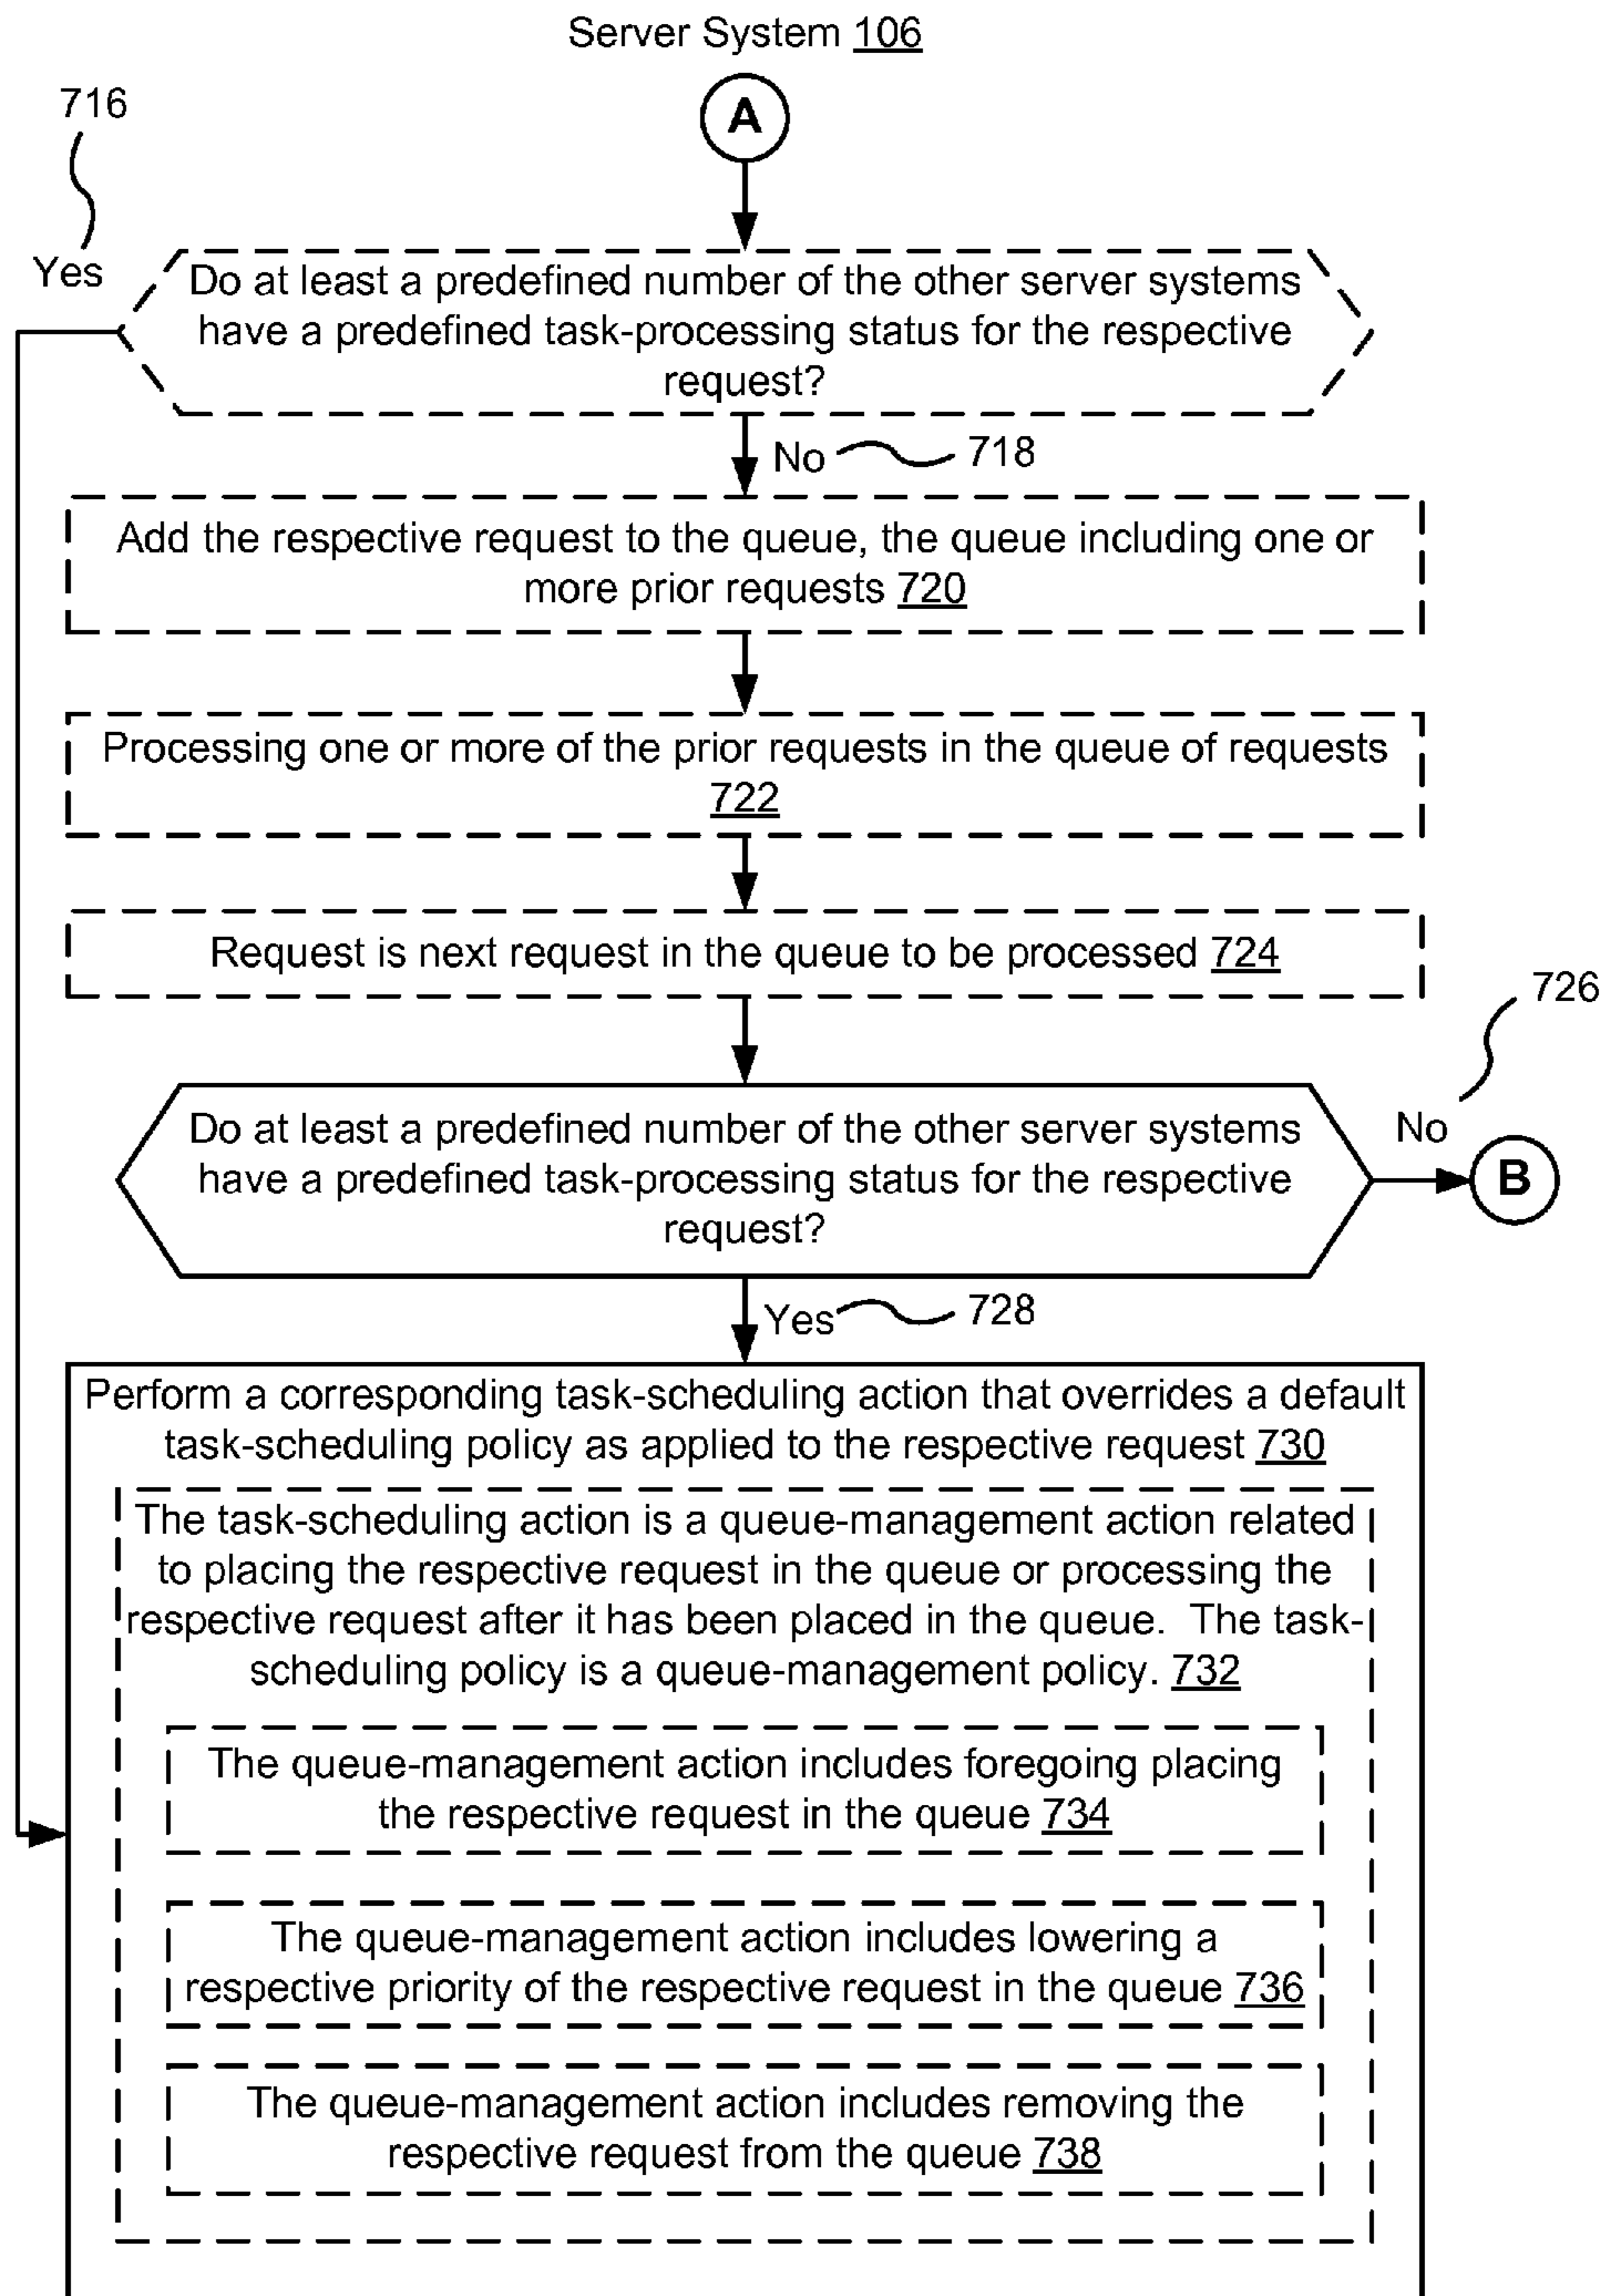 Server System 106
A
716
Yes
Do at least a predefined number of the other server systems
have a predefined task-processing status for the respective
request?
No
718
Add the respective request to the queue, the queue including one or
more prior requests 720
Processing one or more of the prior requests in the queue of requests
722
Request is next request in the queue to be processed 724
726
No
B
Do at least a predefined number of the other server systems
have a predefined task-processing status for the respective
request?
Yes
728
Perform a corresponding task-scheduling action that overrides a default
task-scheduling policy as applied to the respective request 730
The task-scheduling action is a queue-management action related
to placing the respective request in the queue or processing the
respective request after it has been placed in the queue.  The task-
scheduling policy is a queue-management policy. 732
The queue-management action includes foregoing placing
the respective request in the queue 734
The queue-management action includes lowering a
respective priority of the respective request in the queue 736
The queue-management action includes removing the
respective request from the queue 738